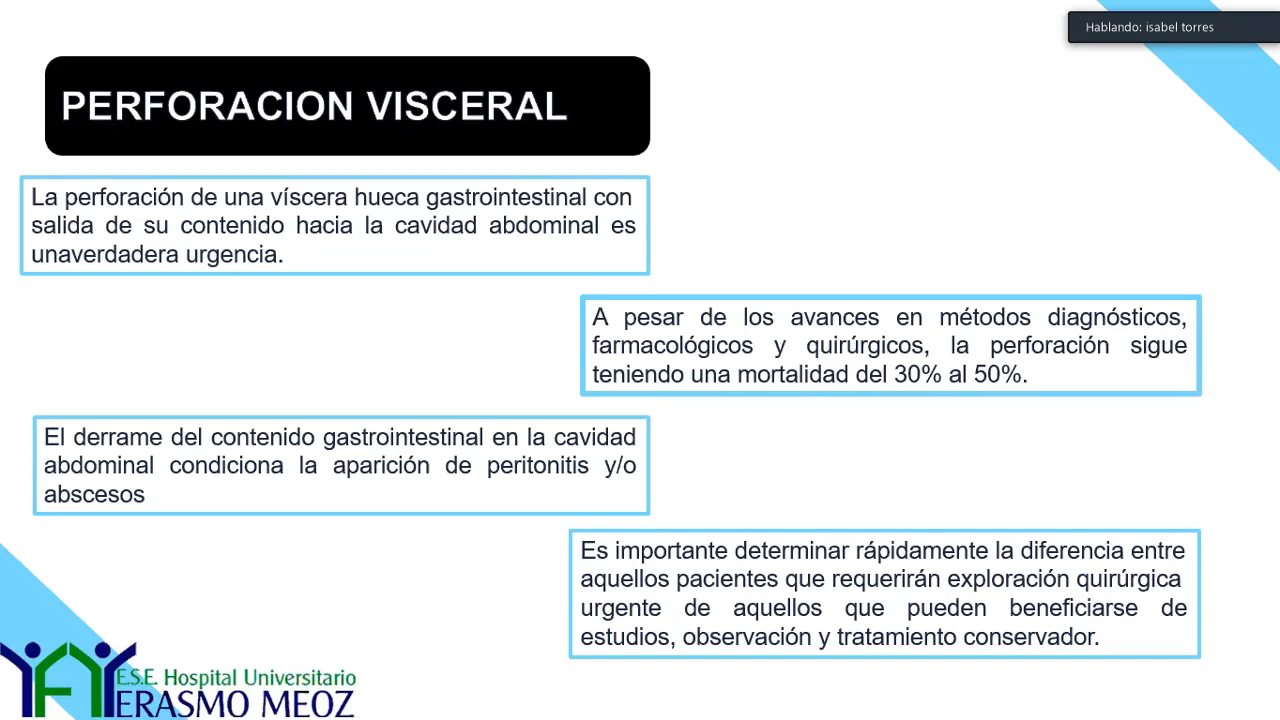 Hablando: isabel torres
PERFORACION VISCERAL
La perforación de una víscera hueca gastrointestinal con
salida de su contenido hacia la cavidad abdominal es
unaverdadera urgencia.
A pesar de los avances en métodos diagnósticos,
farmacológicos y quirúrgicos, la perforación sigue
teniendo una mortalidad del 30% al 50%.
El derrame del contenido gastrointestinal en la cavidad
abdominal condiciona la aparición de peritonitis y/o
abscesos
Es importante determinar rápidamente la diferencia entre
aquellos pacientes que requerirán exploración quirúrgica
urgente de aquellos que pueden beneficiarse de
estudios, observación y tratamiento conservador.
E.S.E. Hospital Universitario
ERASMO MEOZ